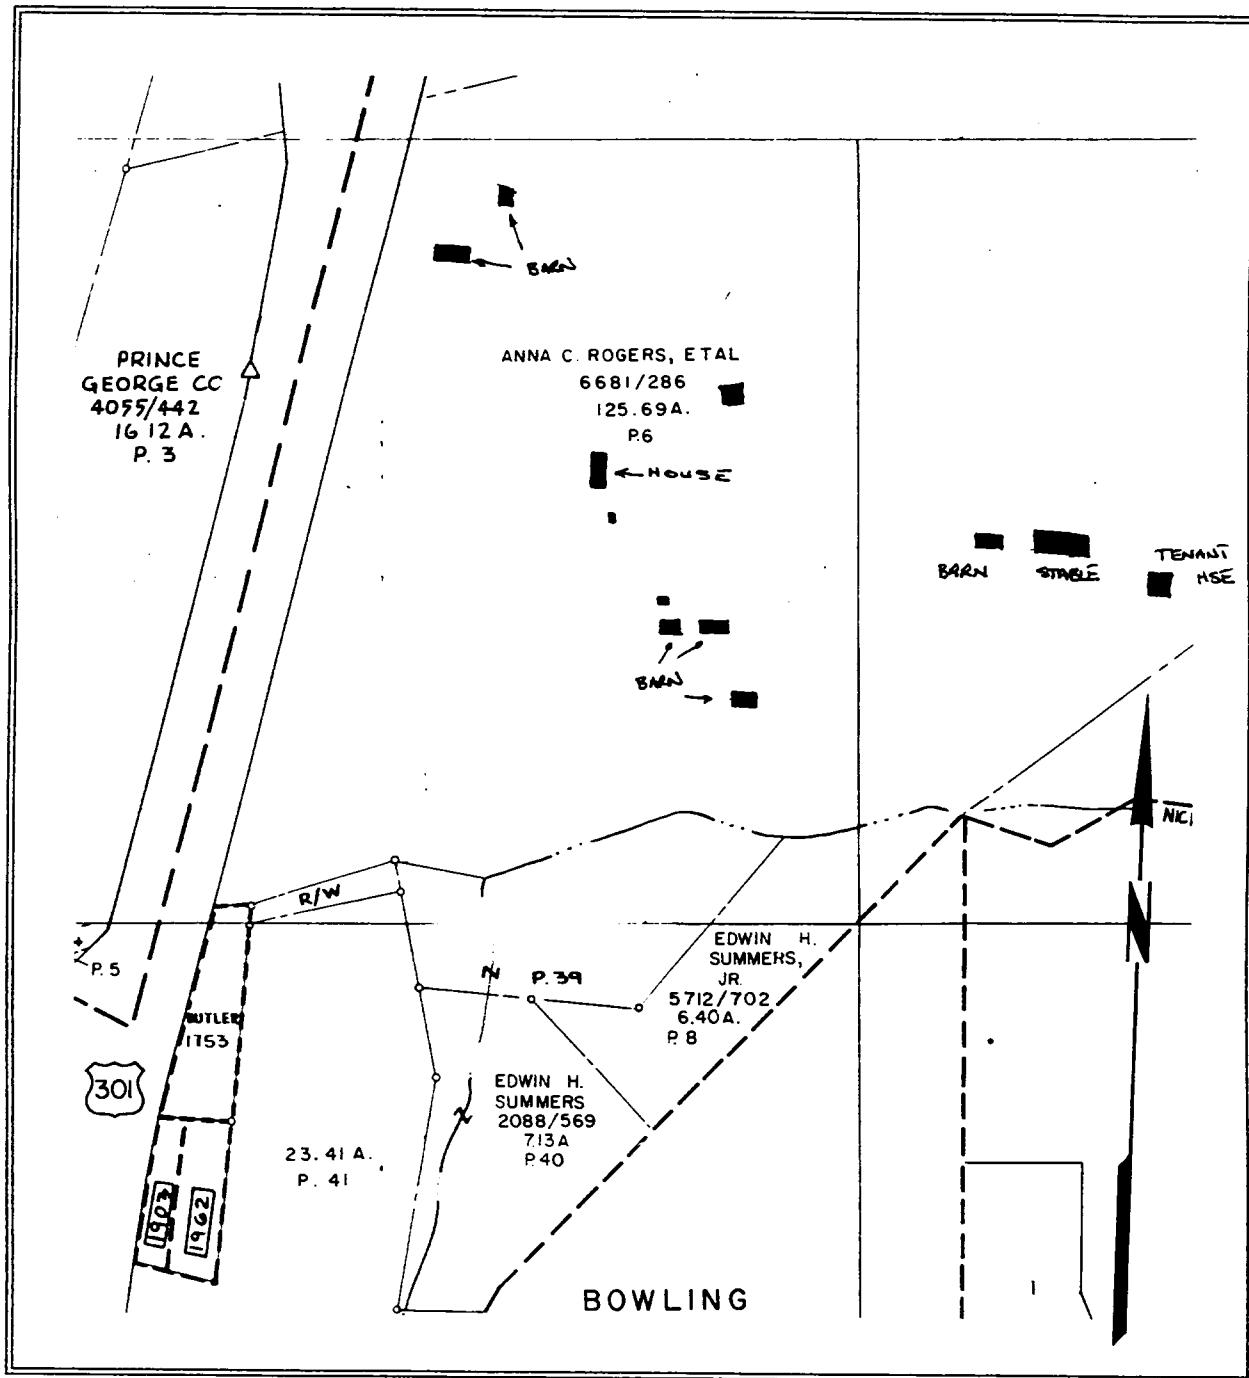 BARN
PRINCE
GEORGE CC
4055/442
16 12 A.
P. 3
ANNA C. ROGERS, ETAL
6681/286
125.69A.
P.6
HOUSE
BARN
STABLE
TENANT
HSE
BARN
R/W
P. 5
P. 39
EDWIN H.
SUMMERS,
JR.
5712/702
6.40A.
P. 8
BUTLER
1753
301
EDWIN H.
SUMMERS
2088/569
7.13A
P.40
23.41 A.
P. 41
1903
1962
BOWLING
1
N